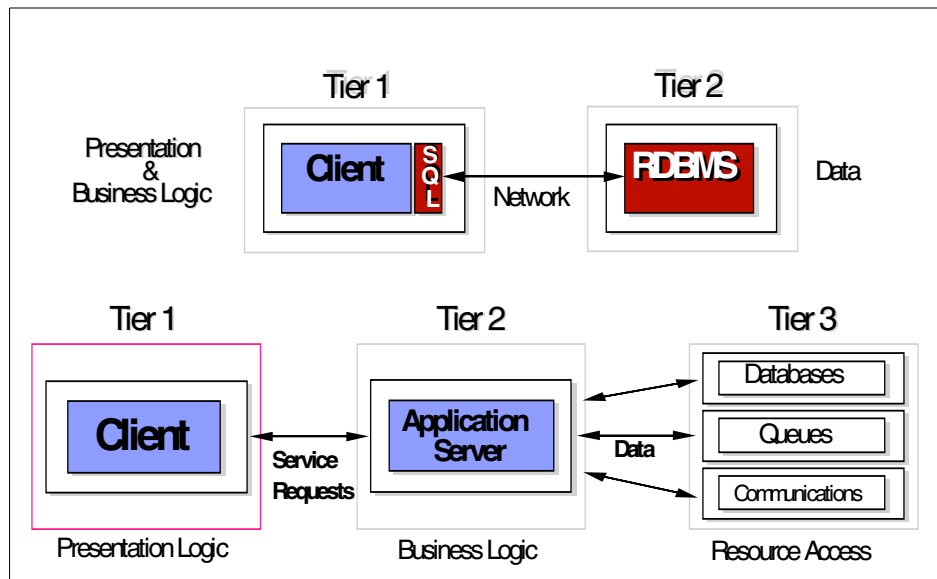 Tier 1
Tier 2
Presentation
&
Business Logic
Client
SQL
Network
RDBMS
Data
Tier 1
Tier 2
Tier 3
Client
Service
Requests
Application
Server
Data
Databases
Queues
Communications
Presentation Logic
Business Logic
Resource Access